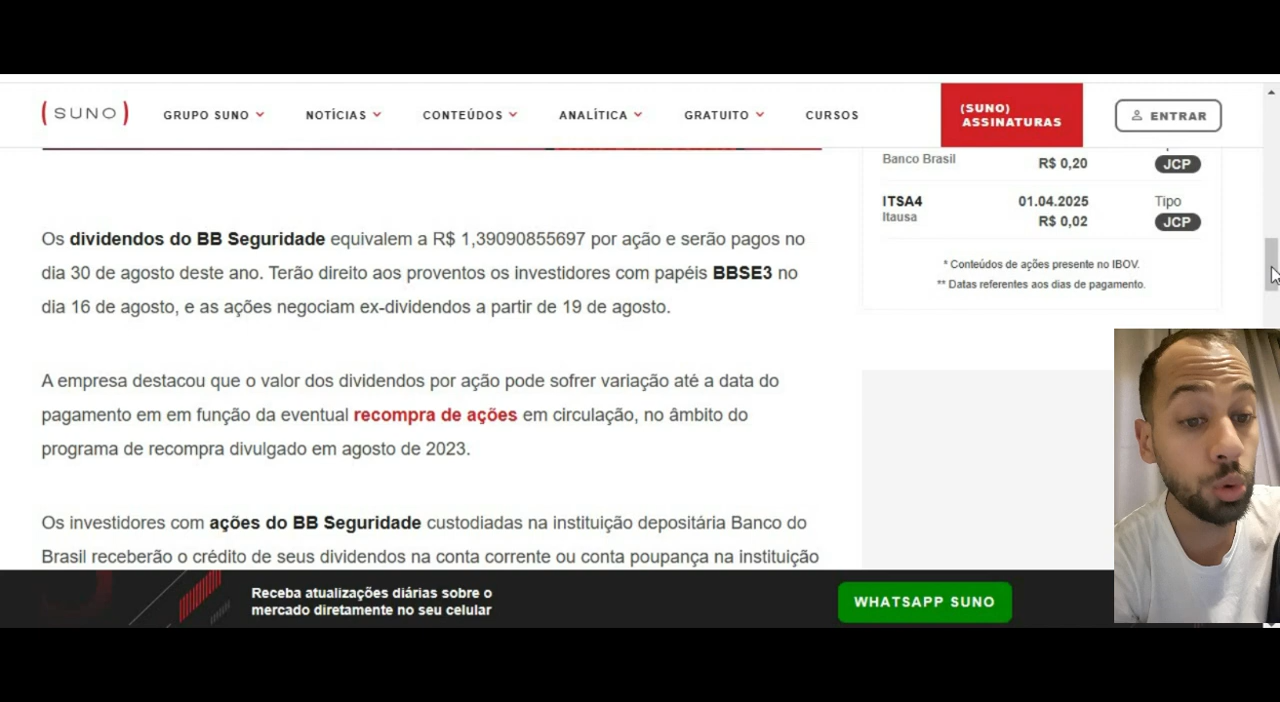 (SUNO)
GRUPO SUNO
NOTÍCIAS
CONTEÚDOS
ANALÍTICA
GRATUITO
CURSOS
(SUNO)
ASSINATURAS
ENTRAR
Banco Brasil
R$ 0,20
JCP
ITSA4
01.04.2025
Tipo
Itausa
R$ 0,02
JCP
* Conteúdos de ações presente no IBOV.
** Datas referentes aos dias de pagamento.
Os dividendos do BB Seguridade equivalem a R$ 1,39090855697 por ação e serão pagos no
dia 30 de agosto deste ano. Terão direito aos proventos os investidores com papéis BBSE3 no
dia 16 de agosto, e as ações negociam ex-dividendos a partir de 19 de agosto.
A empresa destacou que o valor dos dividendos por ação pode sofrer variação até a data do
pagamento em em função da eventual recompra de ações em circulação, no âmbito do
programa de recompra divulgado em agosto de 2023.
Os investidores com ações do BB Seguridade custodiadas na instituição depositária Banco do
Brasil receberão o crédito de seus dividendos na conta corrente ou conta poupança na instituição
Receba atualizações diárias sobre o
mercado diretamente no seu celular
WHATSAPP SUNO